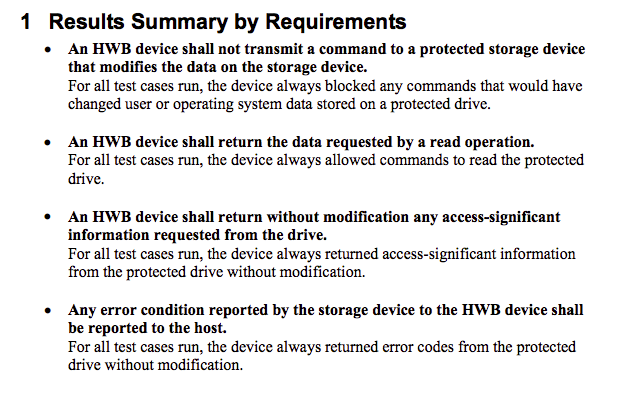 1 Results Summary by Requirements
• An HWB device shall not transmit a command to a protected storage device
that modifies the data on the storage device.
For all test cases run, the device always blocked any commands that would have
changed user or operating system data stored on a protected drive.
• An HWB device shall return the data requested by a read operation.
For all test cases run, the device always allowed commands to read the protected
drive.
• An HWB device shall return without modification any access-significant
information requested from the drive.
For all test cases run, the device always returned access-significant information
from the protected drive without modification.
• Any error condition reported by the storage device to the HWB device shall
be reported to the host.
For all test cases run, the device always returned error codes from the protected
drive without modification.